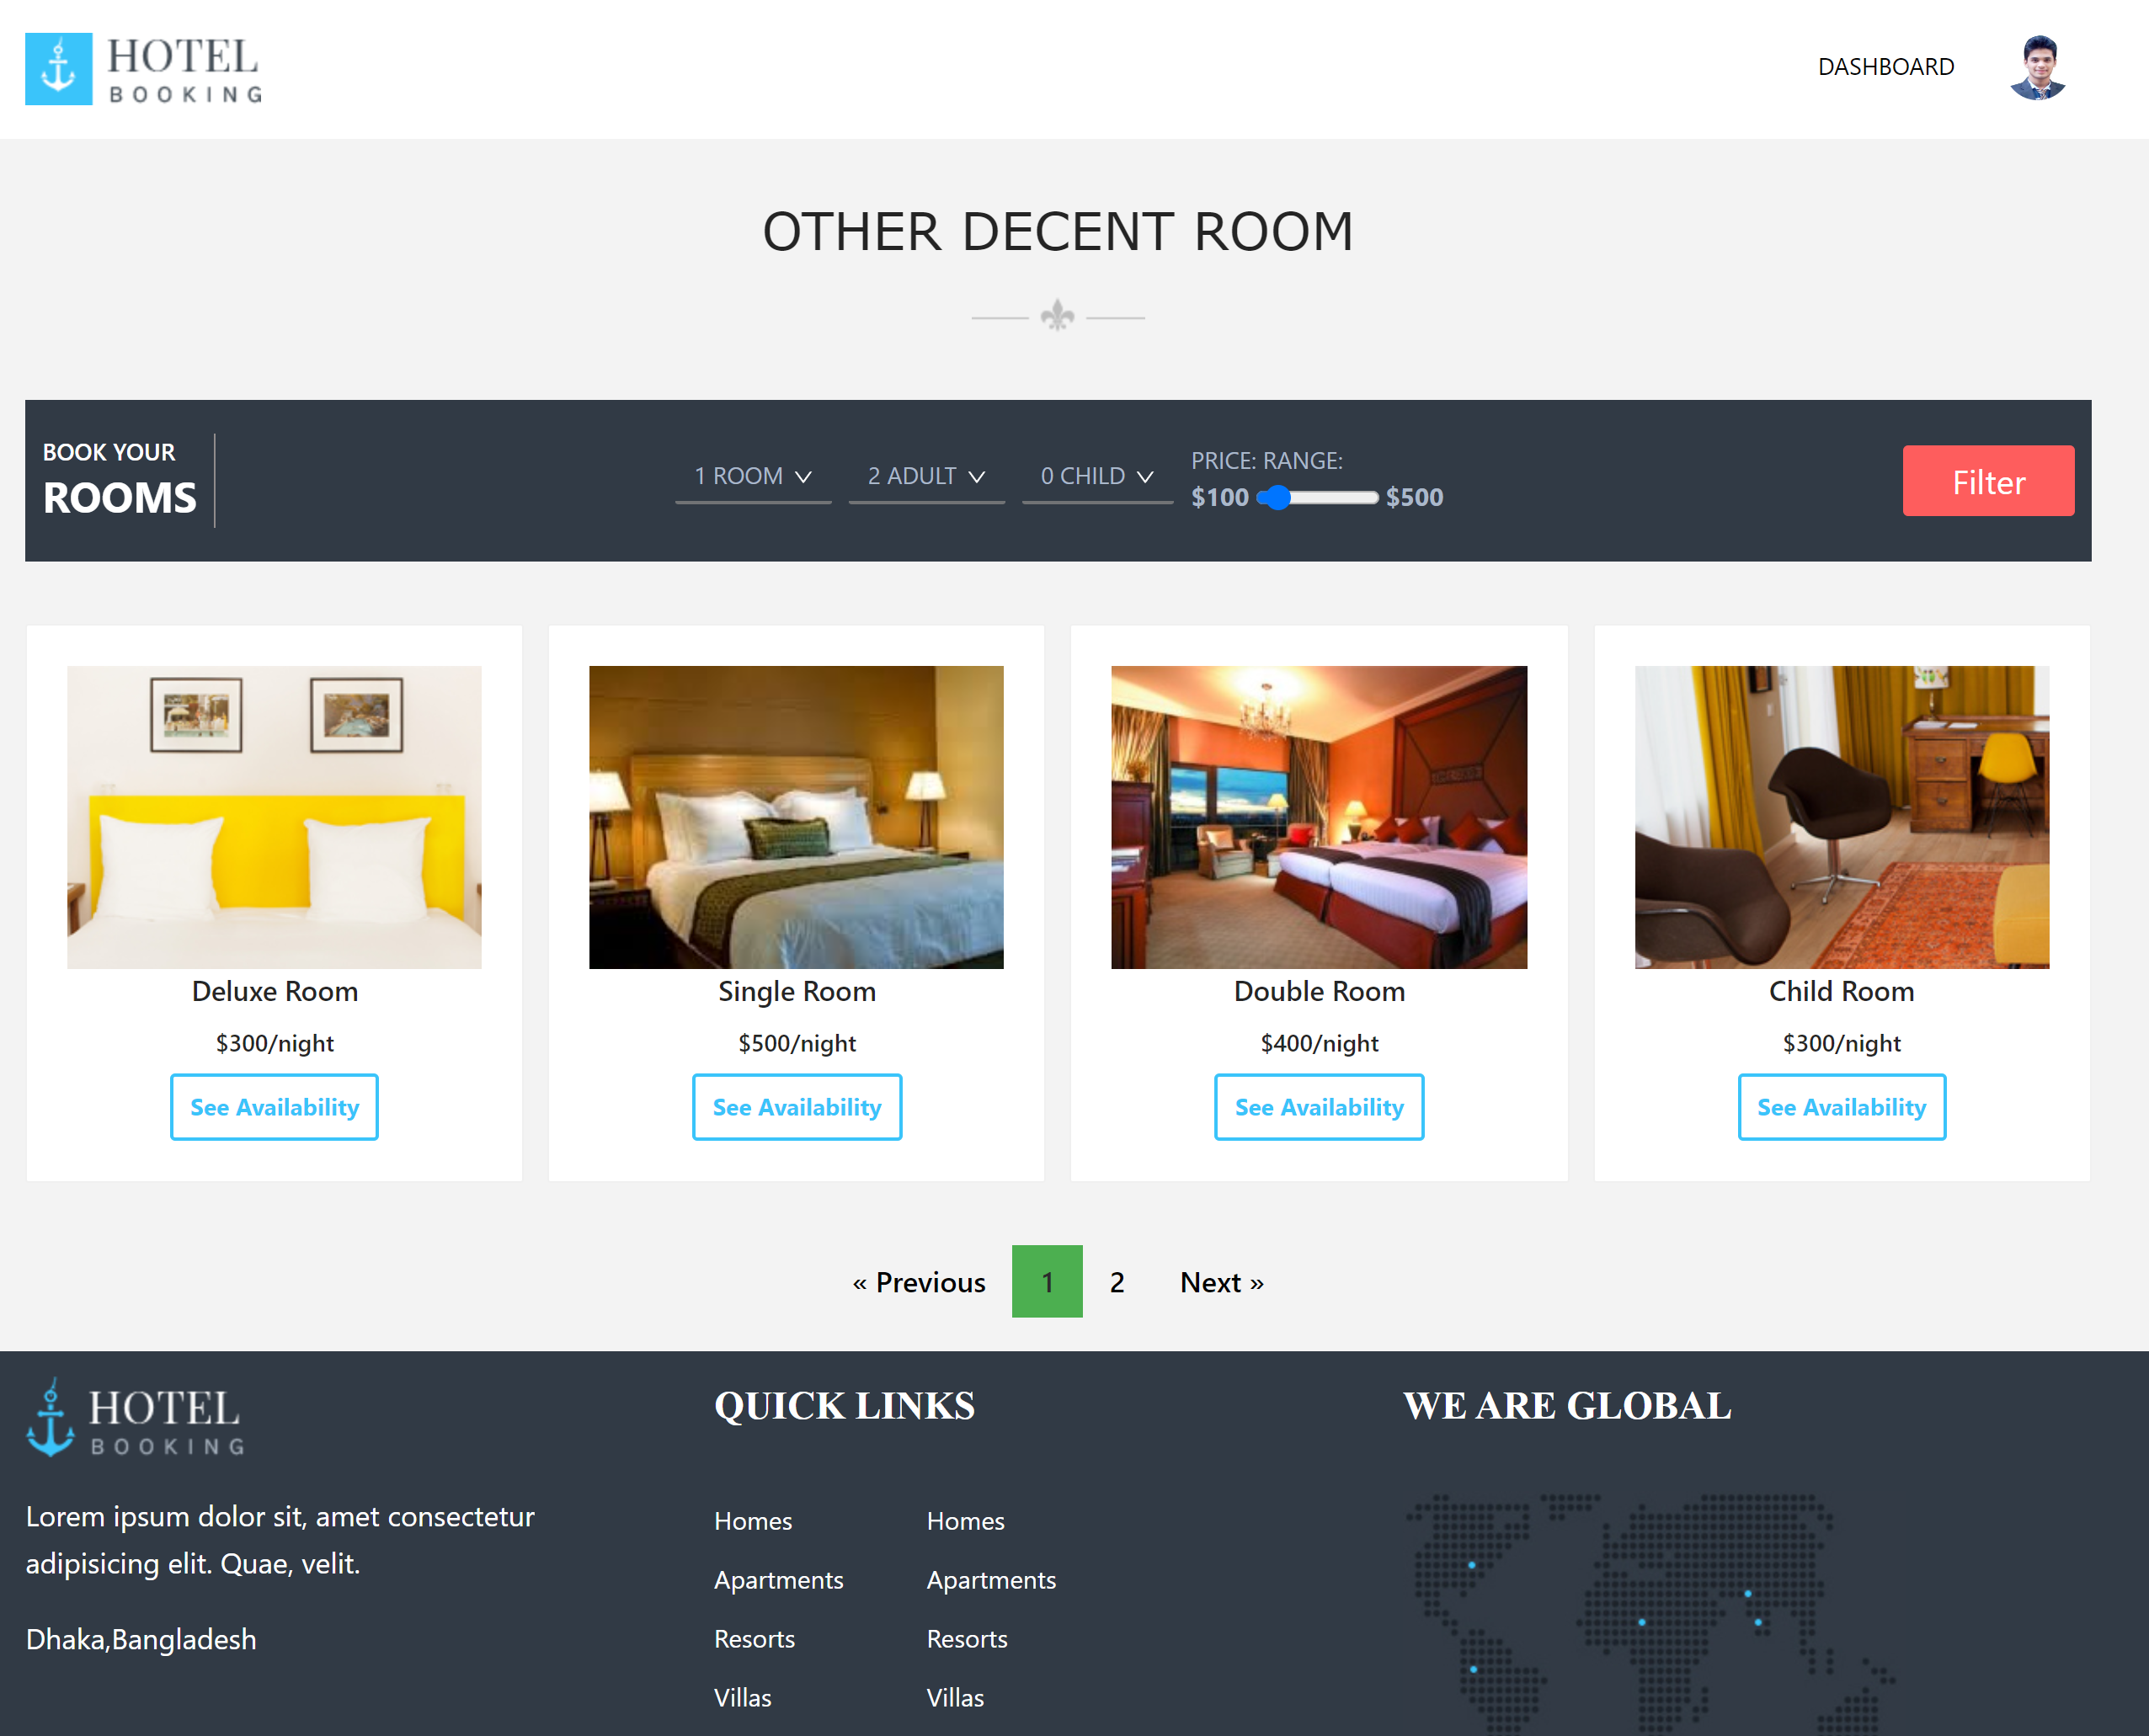 HOTEL
BOOKING
DASHBOARD
OTHER DECENT ROOM
BOOK YOUR
ROOMS
1 ROOM
2 ADULT
0 CHILD
PRICE: RANGE:
$100
$500
Filter
Deluxe Room
$300/night
See Availability
Single Room
$500/night
See Availability
Double Room
$400/night
See Availability
Child Room
$300/night
See Availability
« Previous 1 2 Next »
HOTEL
BOOKING
Lorem ipsum dolor sit, amet consectetur
adipisicing elit. Quae, velit.
Dhaka,Bangladesh
QUICK LINKS
Homes
Apartments
Resorts
Villas
Homes
Apartments
Resorts
Villas
WE ARE GLOBAL